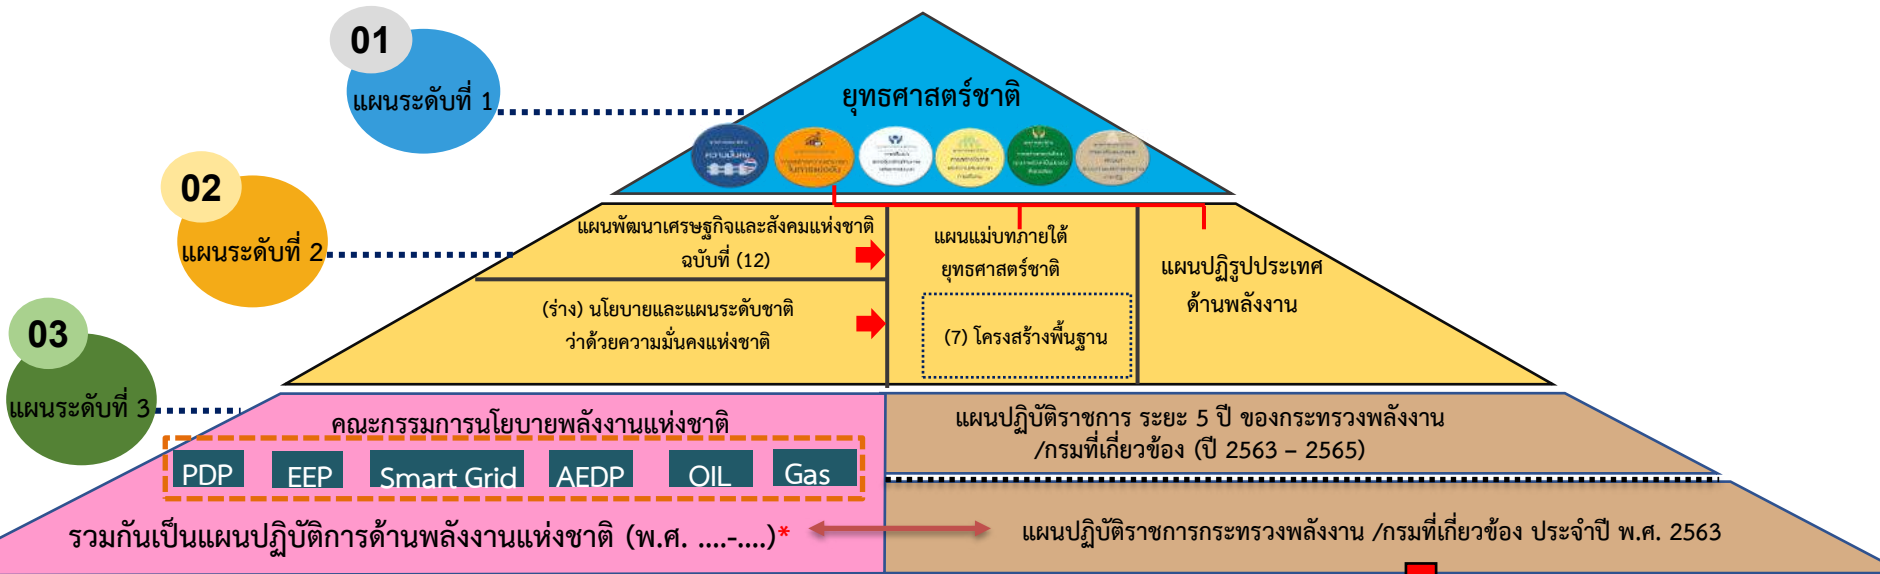 01
แผนระดับที่ 1
ยุทธศาสตร์ชาติ
ความมั่นคง
02
แผนระดับที่ 2
แผนพัฒนาเศรษฐกิจและสังคมแห่งชาติ
ฉบับที่ (12)
(ร่าง) นโยบายและแผนระดับชาติ
ว่าด้วยความมั่นคงแห่งชาติ
แผนแม่บทภายใต้
ยุทธศาสตร์ชาติ
(7) โครงสร้างพื้นฐาน
แผนปฏิรูปประเทศ
ด้านพลังงาน
03
แผนระดับที่ 3
คณะกรรมการนโยบายพลังงานแห่งชาติ
PDP EEP Smart Grid AEDP OIL Gas
รวมกันเป็นแผนปฏิบัติการด้านพลังงานแห่งชาติ (พ.ศ. ....-....)*
แผนปฏิบัติราชการ ระยะ 5 ปี ของกระทรวงพลังงาน
/กรมที่เกี่ยวข้อง (ปี 2563 – 2565)
แผนปฏิบัติราชการกระทรวงพลังงาน /กรมที่เกี่ยวข้อง ประจำปี พ.ศ. 2563